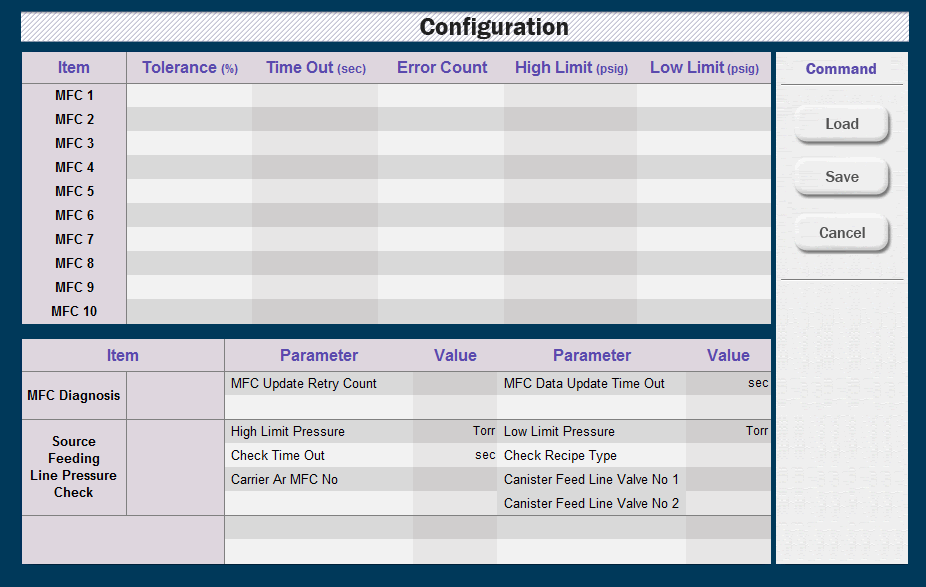 Configuration
Item Tolerance (%) Time Out (sec) Error Count High Limit (psig) Low Limit (psig) Command
MFC 1
MFC 2
MFC 3
MFC 4
MFC 5
MFC 6
MFC 7
MFC 8
MFC 9
MFC 10
Load
Save
Cancel
Item Parameter Value Parameter Value
MFC Diagnosis
MFC Update Retry Count MFC Data Update Time Out sec
Source
Feeding
Line Pressure
Check
High Limit Pressure Torr Low Limit Pressure Torr
Check Time Out sec Check Recipe Type
Carrier Ar MFC No Canister Feed Line Valve No 1
Canister Feed Line Valve No 2